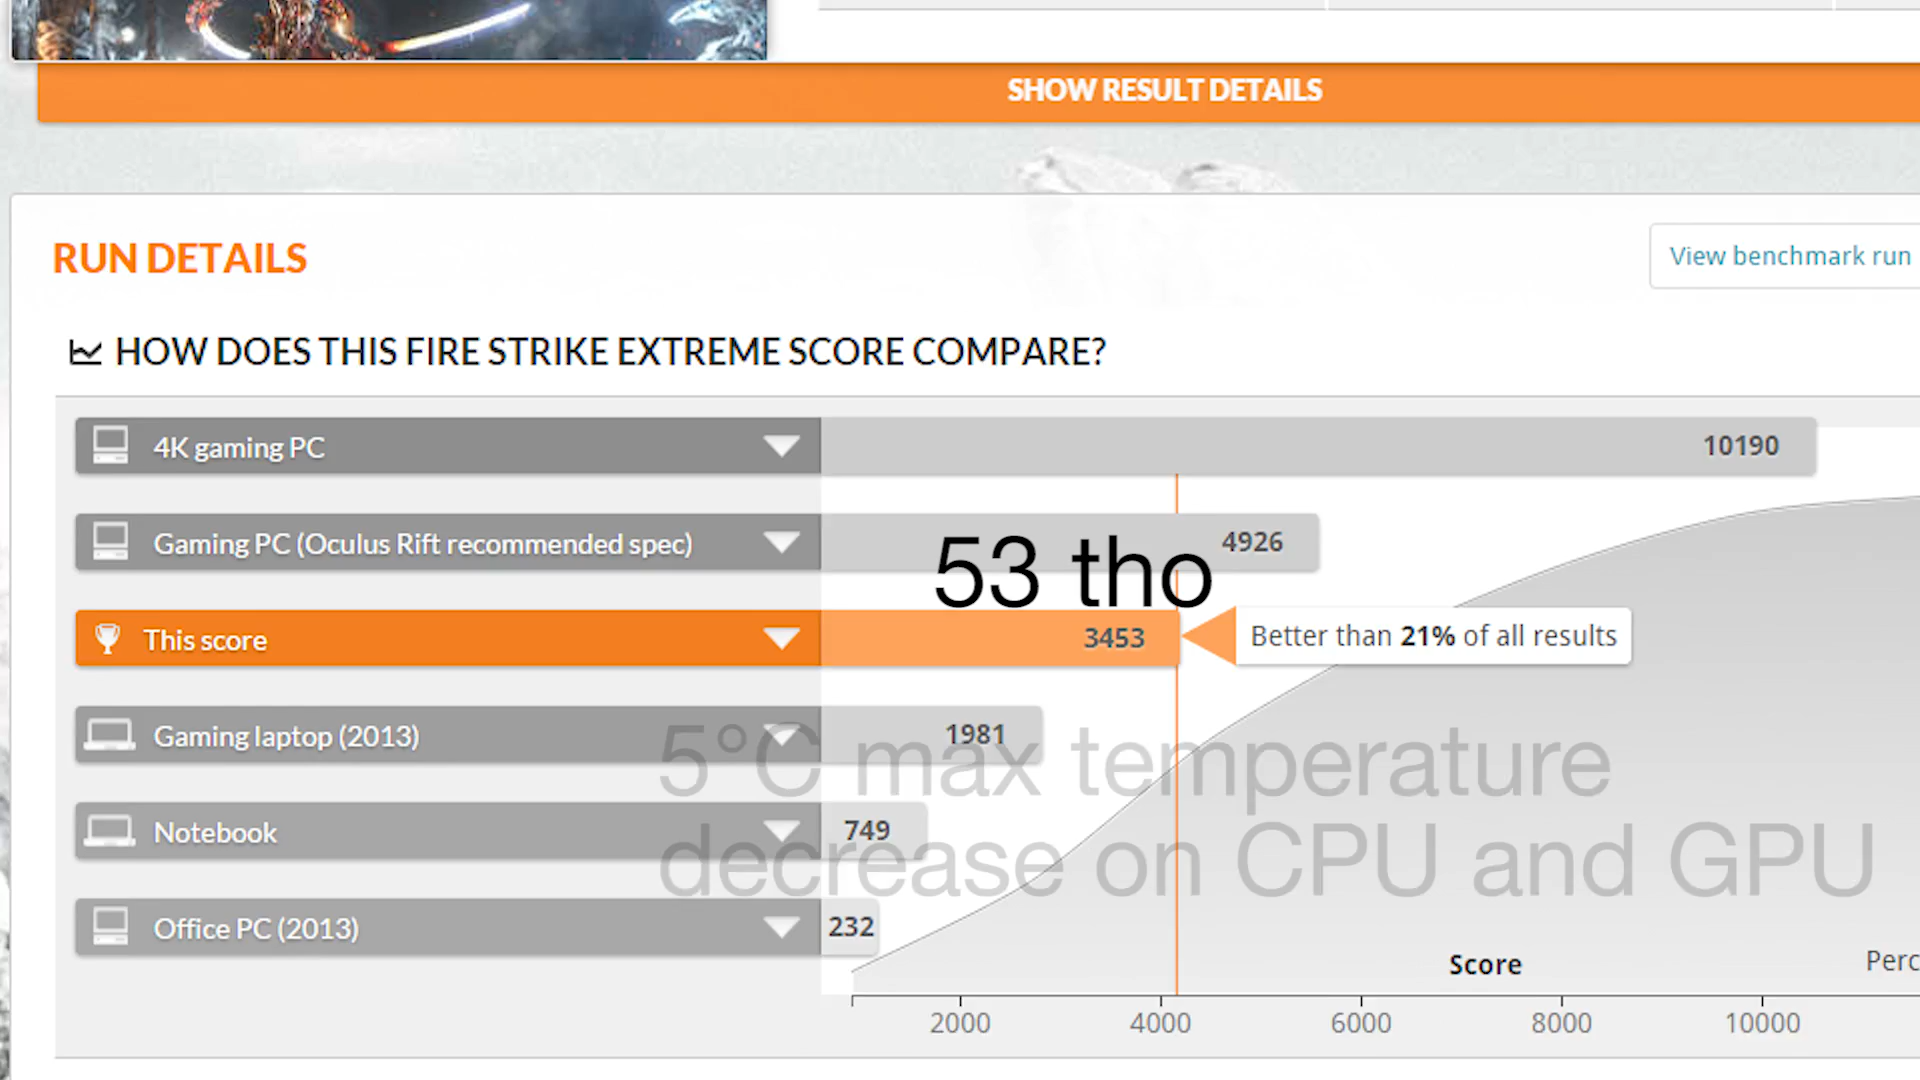 SHOW RESULT DETAILS
RUN DETAILS
View benchmark run
HOW DOES THIS FIRE STRIKE EXTREME SCORE COMPARE?
4K gaming PC
10190
Gaming PC (Oculus Rift recommended spec)
4926
53 tho
This score
3453
Better than 21% of all results
Gaming laptop (2013)
1981
5°C max temperature
Notebook
749
decrease on CPU and GPU
Office PC (2013)
232
Score
Perc
2000
4000
6000
8000
10000